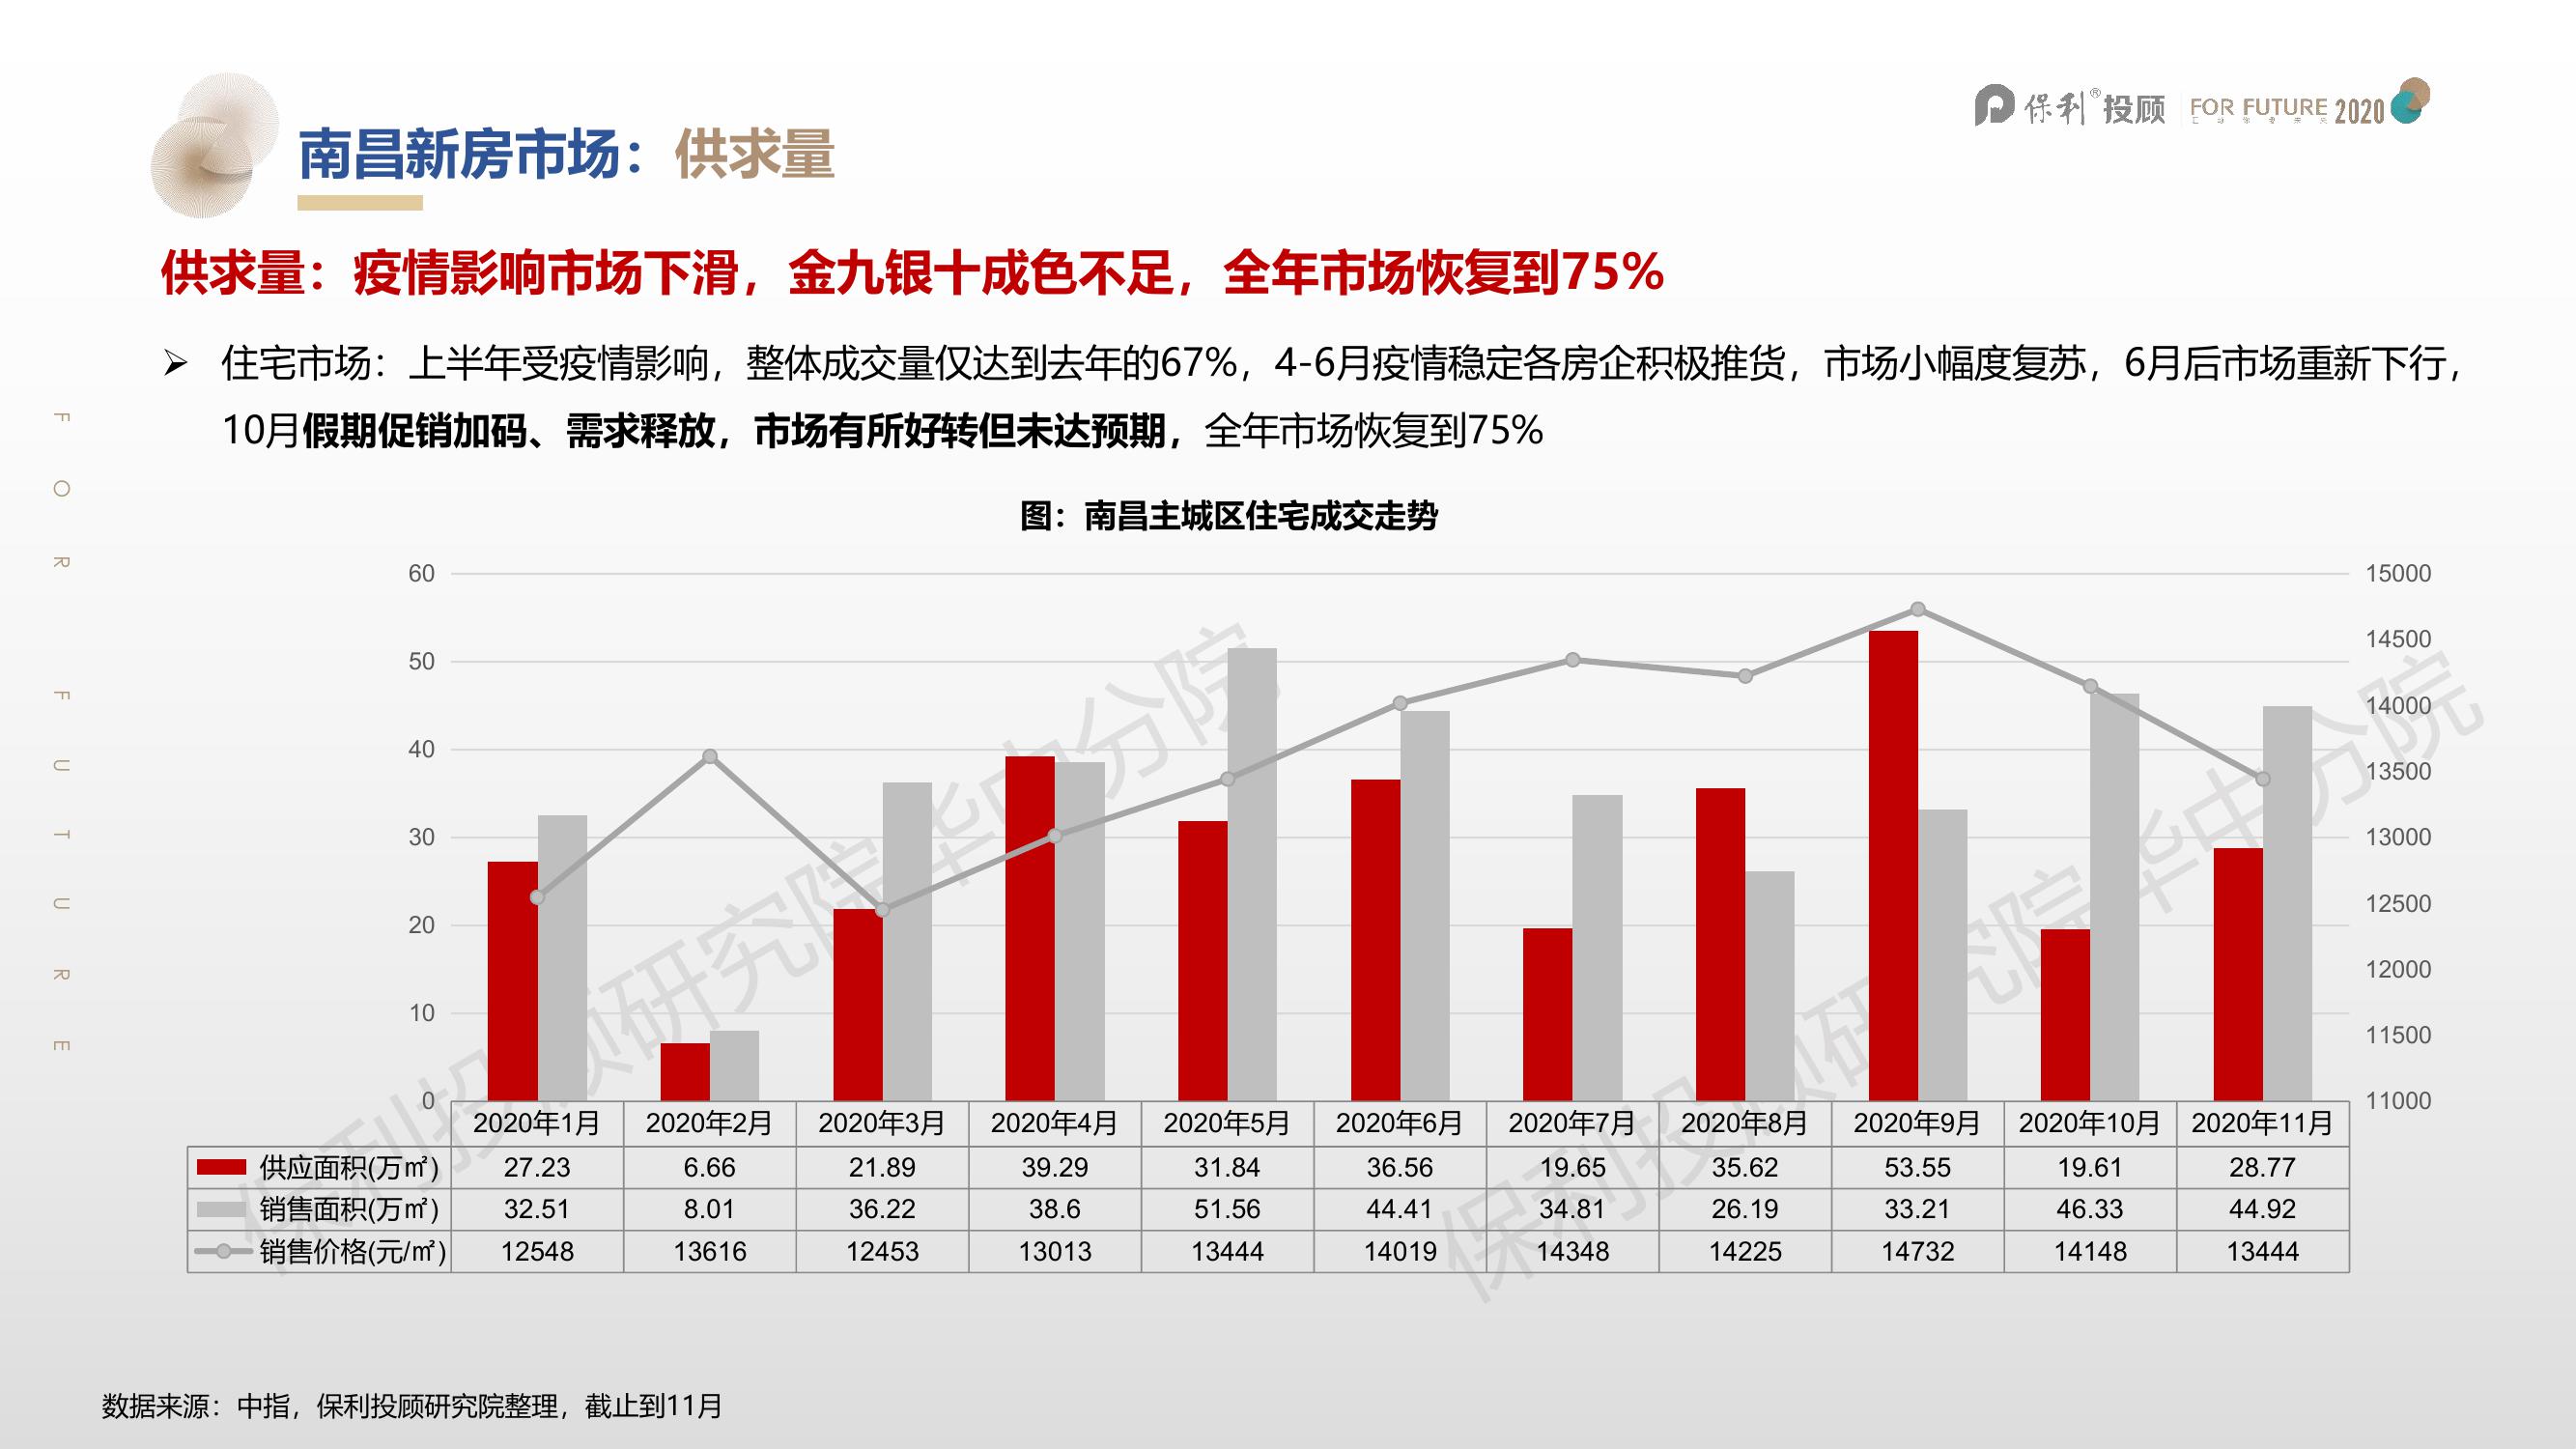 保利®投顾 FOR FUTURE 2020
南昌新房市场：供求量
供求量：疫情影响市场下滑，金九银十成色不足，全年市场恢复到75%
➢ 住宅市场：上半年受疫情影响，整体成交量仅达到去年的67%，4-6月疫情稳定各房企积极推货，市场小幅度复苏，6月后市场重新下行，
10月假期促销加码、需求释放，市场有所好转但未达预期，全年市场恢复到75%
FOR FUTURE
图：南昌主城区住宅成交走势
60
50
40
30
20
10
0
15000
14500
14000
13500
13000
12500
12000
11500
11000
2020年1月 2020年2月 2020年3月 2020年4月 2020年5月 2020年6月 2020年7月 2020年8月 2020年9月 2020年10月 2020年11月
供应面积(万㎡) 27.23 6.66 21.89 39.29 31.84 36.56 19.65 35.62 53.55 19.61 28.77
销售面积(万㎡) 32.51 8.01 36.22 38.6 51.56 44.41 34.81 26.19 33.21 46.33 44.92
销售价格(元/㎡) 12548 13616 12453 13013 13444 14019 14348 14225 14732 14148 13444
保利投顾研究院华中分院
保利投顾研究院华中分院
数据来源：中指，保利投顾研究院整理，截止到11月